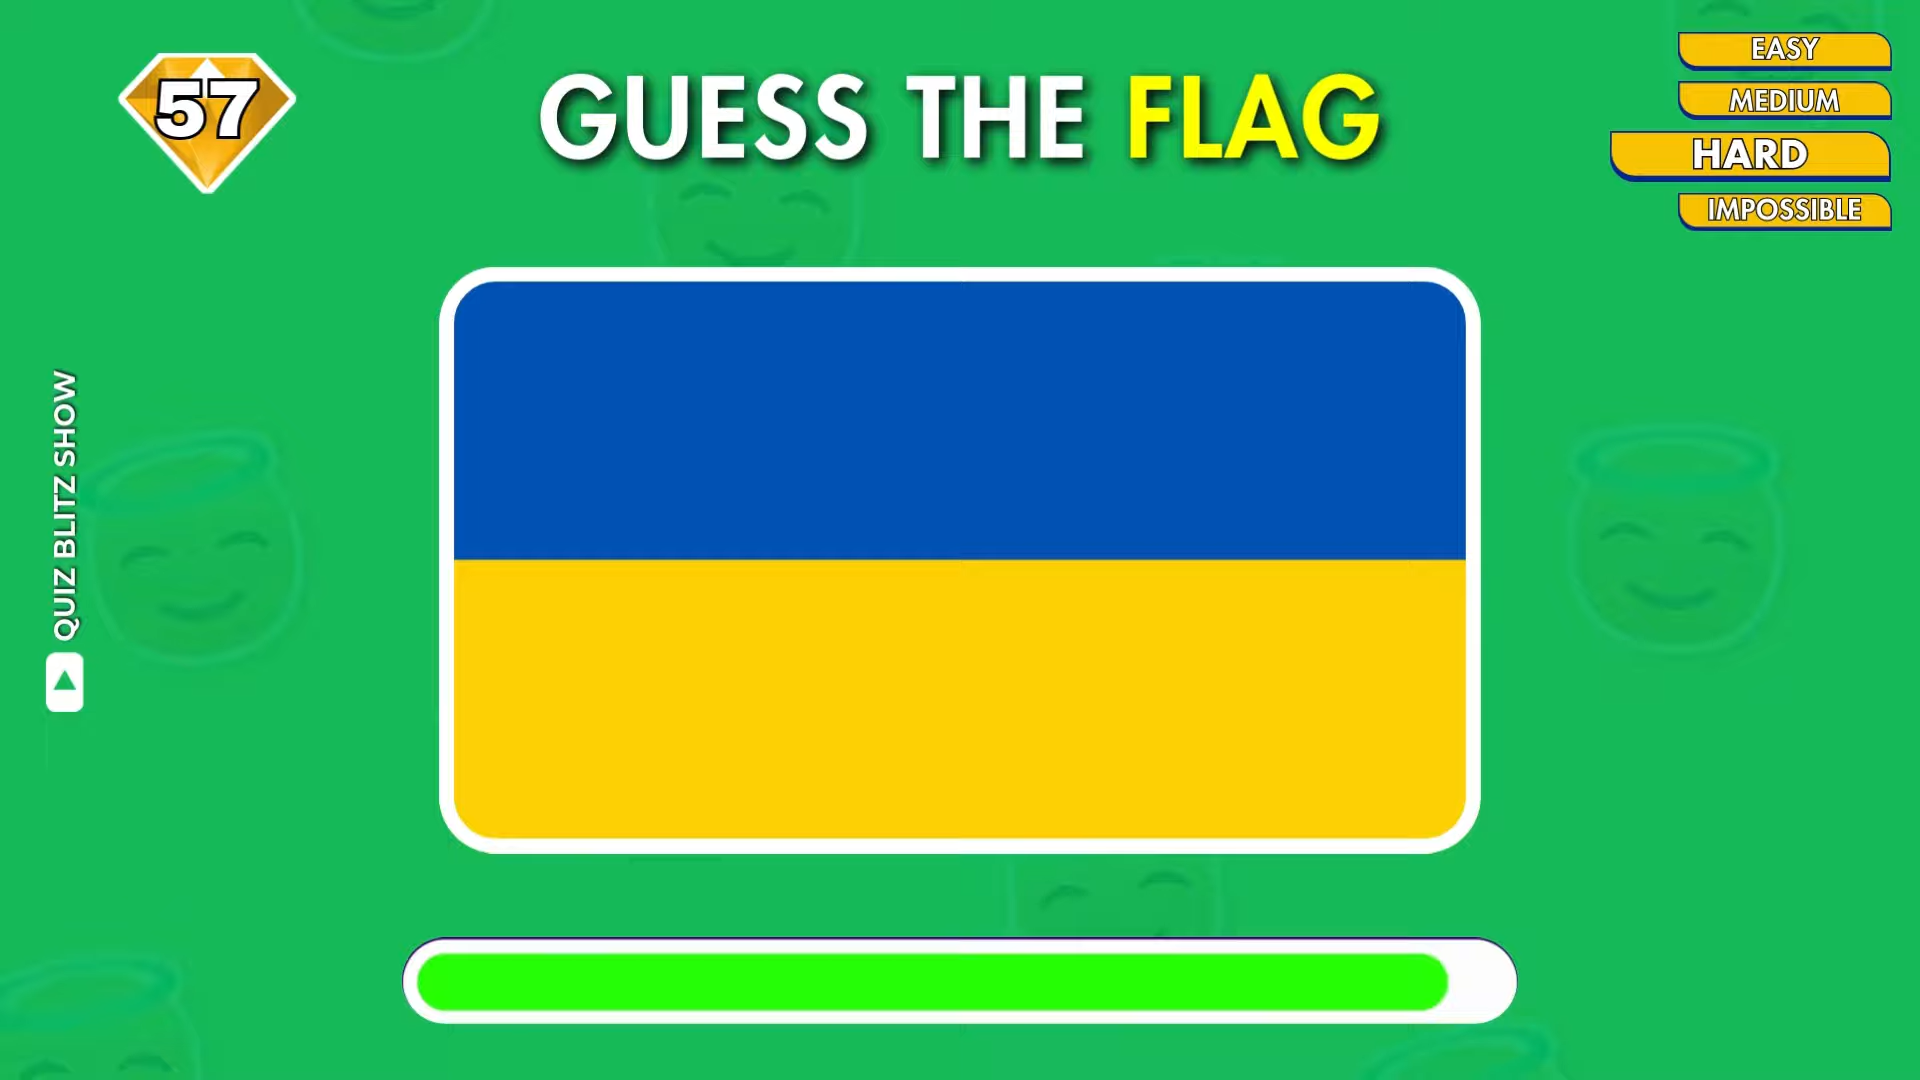 57
GUESS THE FLAG
EASY
MEDIUM
HARD
IMPOSSIBLE
QUIZ BLITZ SHOW